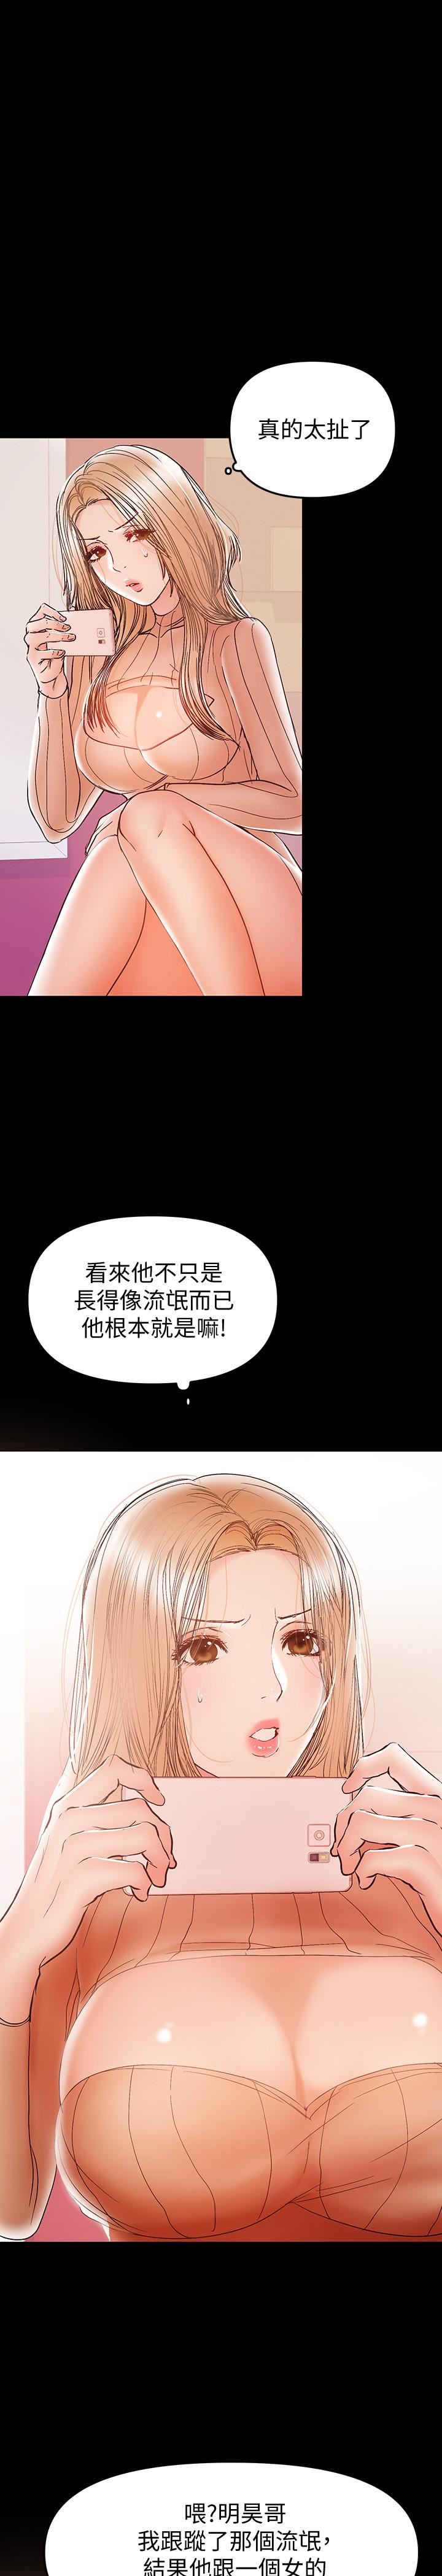 真的太扯了
看來他不只是
長得像流氓而已
他根本就是嘛!
喂?明昊哥
我跟蹤了那個流氓,
結果他跟一個女的